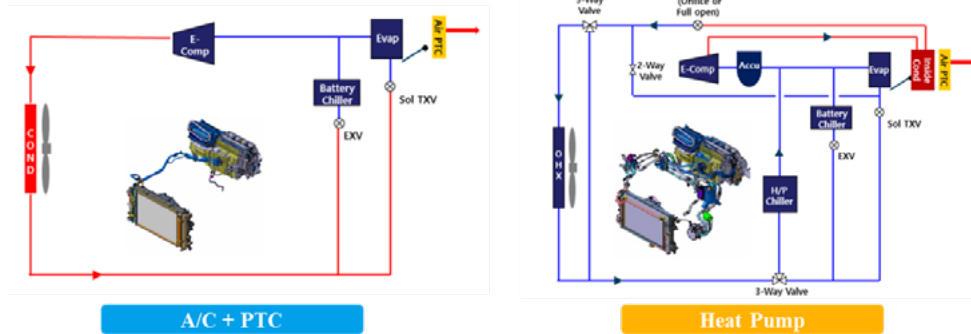 E-
Comp
Evap
Air PTC
Battery
Chiller
Sol TXV
EXV
COND
A/C + PTC
3-Way
Valve
(Orifice or
Full open)
2-Way
Valve
E-Comp
Accu
Evap
Inside
Cond
Air PTC
Battery
Chiller
Sol TXV
EXV
OHX
H/P
Chiller
3-Way Valve
Heat Pump